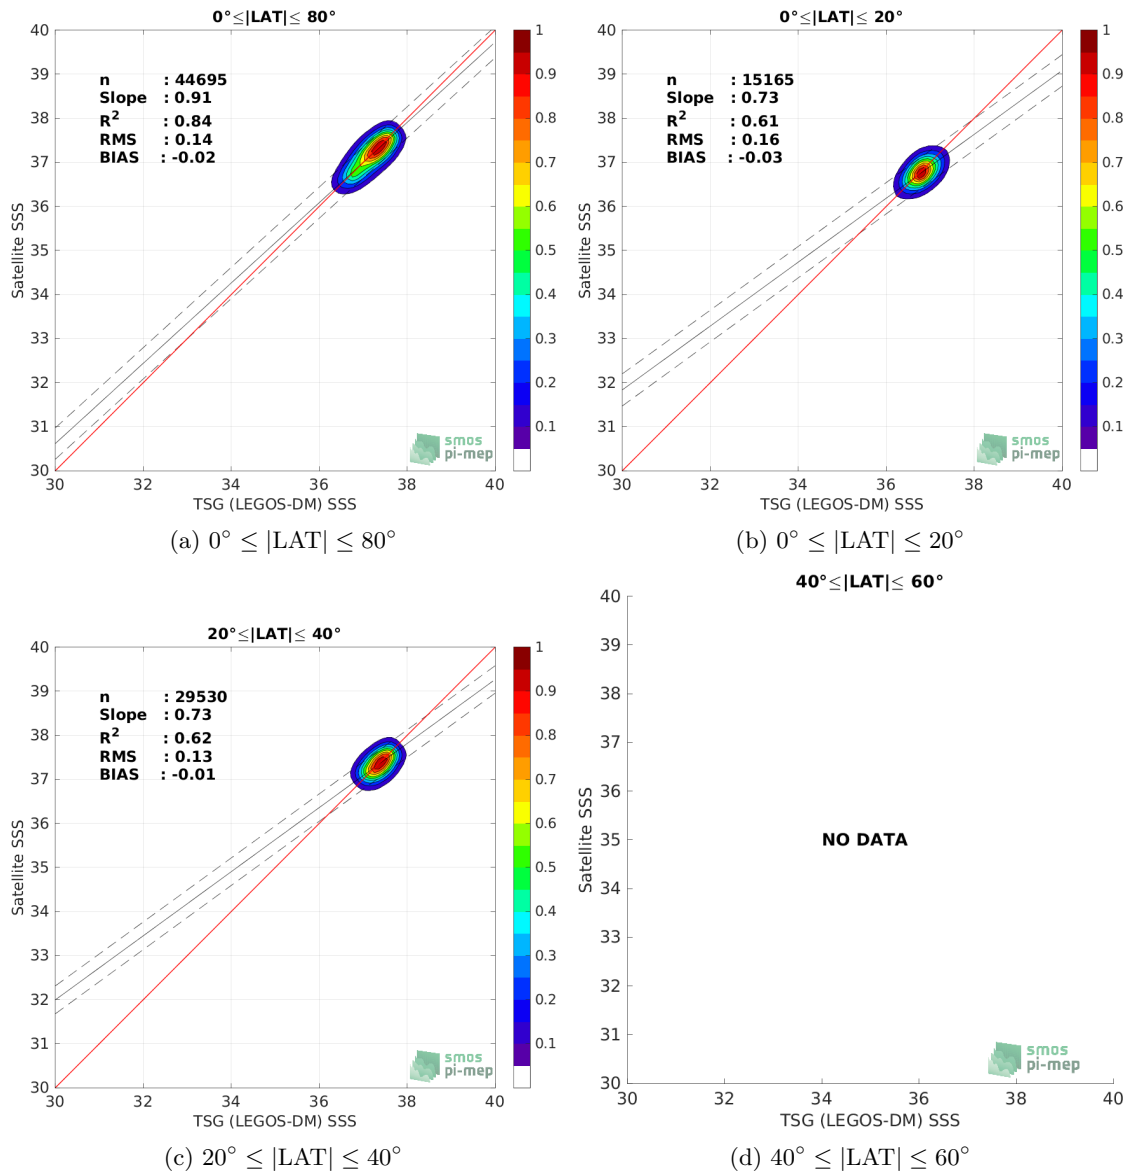 0°≤|LAT|≤ 80°
n : 44695
Slope : 0.91
R² : 0.84
RMS : 0.14
BIAS : -0.02
40
39
38
37
36
35
34
33
32
31
30
30 32 34 36 38 40
Satellite SSS
TSG (LEGOS-DM) SSS
smos
pi-mep
1
0.9
0.8
0.7
0.6
0.5
0.4
0.3
0.2
0.1
(a) 0° ≤ |LAT| ≤ 80°
0°≤|LAT|≤ 20°
n : 15165
Slope : 0.73
R² : 0.61
RMS : 0.16
BIAS : -0.03
40
39
38
37
36
35
34
33
32
31
30
30 32 34 36 38 40
Satellite SSS
TSG (LEGOS-DM) SSS
smos
pi-mep
1
0.9
0.8
0.7
0.6
0.5
0.4
0.3
0.2
0.1
(b) 0° ≤ |LAT| ≤ 20°
20°≤|LAT|≤ 40°
n : 29530
Slope : 0.73
R² : 0.62
RMS : 0.13
BIAS : -0.01
40
39
38
37
36
35
34
33
32
31
30
30 32 34 36 38 40
Satellite SSS
TSG (LEGOS-DM) SSS
smos
pi-mep
1
0.9
0.8
0.7
0.6
0.5
0.4
0.3
0.2
0.1
(c) 20° ≤ |LAT| ≤ 40°
40°≤|LAT|≤ 60°
40
39
38
37
36
35
34
33
32
31
30
30 32 34 36 38 40
Satellite SSS
NO DATA
TSG (LEGOS-DM) SSS
smos
pi-mep
(d) 40° ≤ |LAT| ≤ 60°